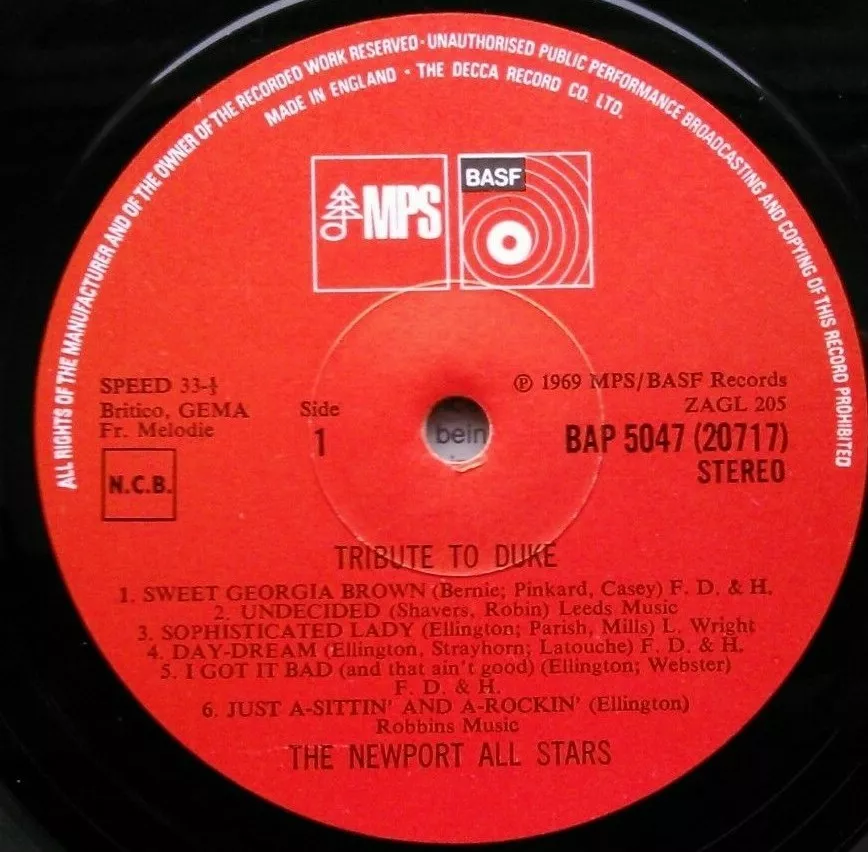 ALL RIGHTS OF THE MANUFACTURER AND OF THE OWNER OF THE RECORDED WORK RESERVED · UNAUTHORISED PUBLIC PERFORMANCE BROADCASTING AND COPYING OF THIS RECORD PROHIBITED
MADE IN ENGLAND · THE DECCA RECORD CO. LTD.
MPS
BASF
SPEED 33-⅓
Britico, GEMA
Fr. Melodie
N.C.B.
Side
1
℗ 1969 MPS/BASF Records
ZAGL 205
BAP 5047 (20717)
STEREO
bein
TRIBUTE TO DUKE
1. SWEET GEORGIA BROWN (Bernie; Pinkard, Casey) F. D. & H.
2. UNDECIDED (Shavers, Robin) Leeds Music
3. SOPHISTICATED LADY (Ellington; Parish, Mills) L. Wright
4. DAY-DREAM (Ellington, Strayhorn; Latouche) F. D. & H.
5. I GOT IT BAD (and that ain't good) (Ellington; Webster)
F. D. & H.
6. JUST A-SITTIN' AND A-ROCKIN' (Ellington)
Robbins Music
THE NEWPORT ALL STARS